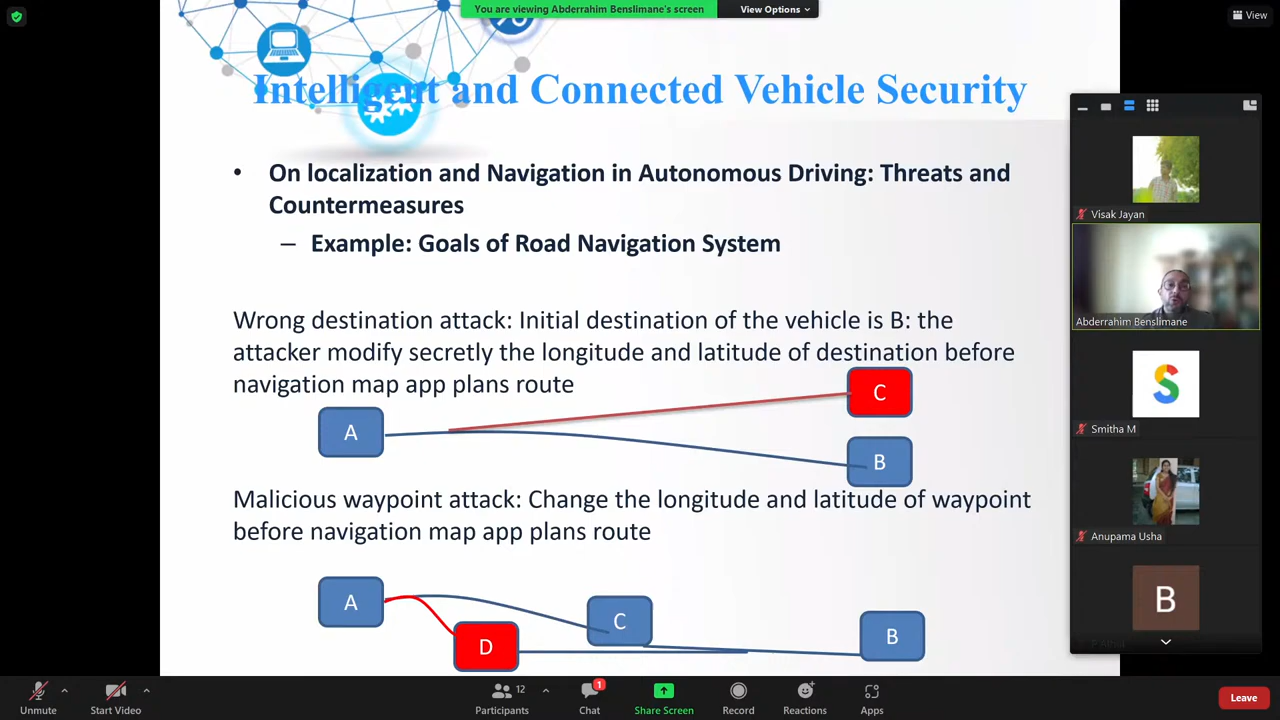 You are viewing Abderrahim Benslimane's screen
View Options
View
Intelligent and Connected Vehicle Security
• On localization and Navigation in Autonomous Driving: Threats and
Countermeasures
– Example: Goals of Road Navigation System
Wrong destination attack: Initial destination of the vehicle is B: the
attacker modify secretly the longitude and latitude of destination before
navigation map app plans route
C
A
B
Malicious waypoint attack: Change the longitude and latitude of waypoint
before navigation map app plans route
A
C
B
D
Visak Jayan
Abderrahim Benslimane
S
Smitha M
Anupama Usha
B
Unmute
Start Video
12
Participants
1
Chat
Share Screen
Record
Reactions
Apps
Leave